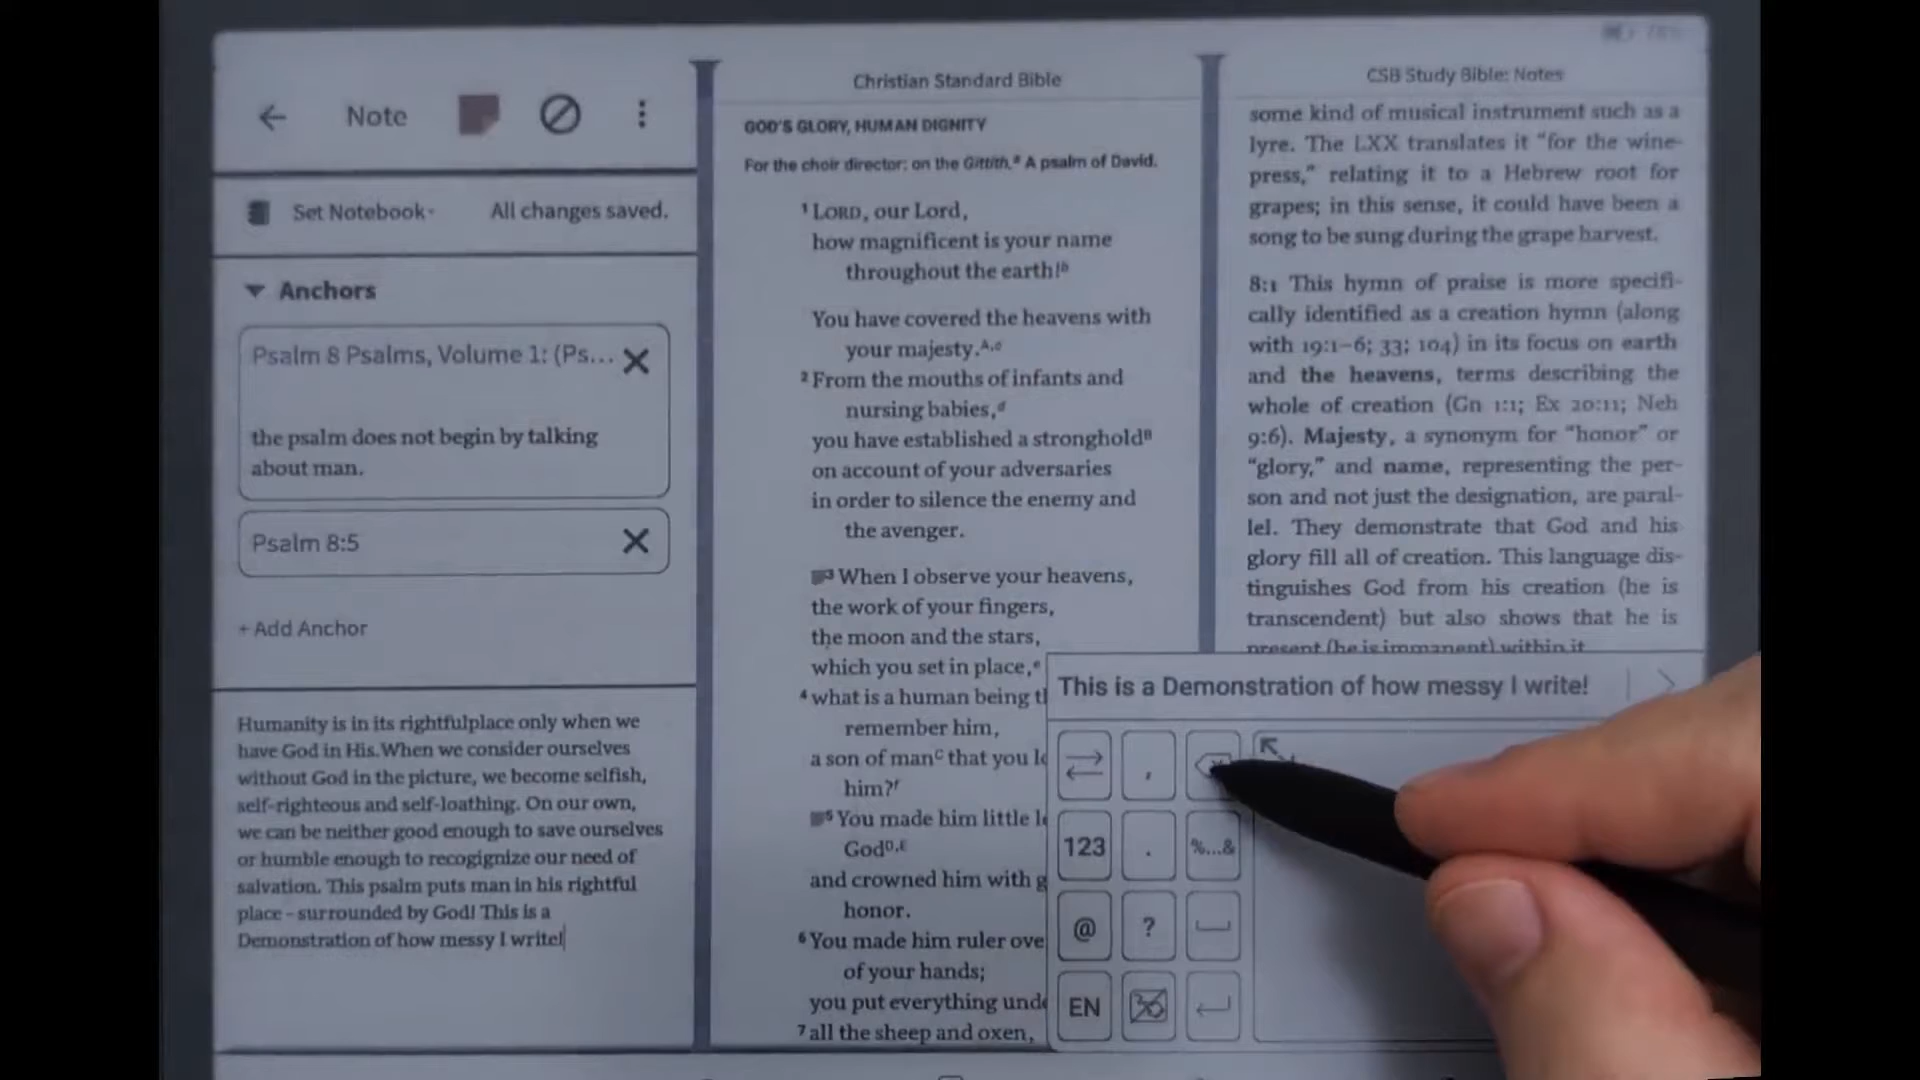 Note
Set Notebook
All changes saved.
Anchors
Psalm 8 Psalms, Volume 1: (Ps...
the psalm does not begin by talking
about man.
Psalm 8:5
+ Add Anchor
Humanity is in its rightfulplace only when we
have God in His.When we consider ourselves
without God in the picture, we become selfish,
self-righteous and self-loathing. On our own,
we can be neither good enough to save ourselves
or humble enough to recogignize our need of
salvation. This psalm puts man in his rightful
place - surrounded by God! This is a
Demonstration of how messy I write!
Christian Standard Bible
GOD'S GLORY, HUMAN DIGNITY
For the choir director: on the Gittith. A psalm of David.
1 LORD, our Lord,
how magnificent is your name
throughout the earth!b
You have covered the heavens with
your majesty.A,c
2 From the mouths of infants and
nursing babies,d
you have established a strongholdB
on account of your adversaries
in order to silence the enemy and
the avenger.
3 When I observe your heavens,
the work of your fingers,
the moon and the stars,
which you set in place,e
4 what is a human being th
remember him,
a son of manC that you lo
him?f
5 You made him little le
GodD,E
and crowned him with g
honor.
6 You made him ruler ove
of your hands;
you put everything unde
7 all the sheep and oxen,
CSB Study Bible: Notes
some kind of musical instrument such as a
lyre. The LXX translates it "for the wine-
press," relating it to a Hebrew root for
grapes; in this sense, it could have been a
song to be sung during the grape harvest.
8:1 This hymn of praise is more specifi-
cally identified as a creation hymn (along
with 19:1-6; 33; 104) in its focus on earth
and the heavens, terms describing the
whole of creation (Gn 1:1; Ex 20:11; Neh
9:6). Majesty, a synonym for "honor" or
"glory," and name, representing the per-
son and not just the designation, are paral-
lel. They demonstrate that God and his
glory fill all of creation. This language dis-
tinguishes God from his creation (he is
transcendent) but also shows that he is
present (he is immanent) within it
This is a Demonstration of how messy I write!
,
123 . %...&
@ ?
EN